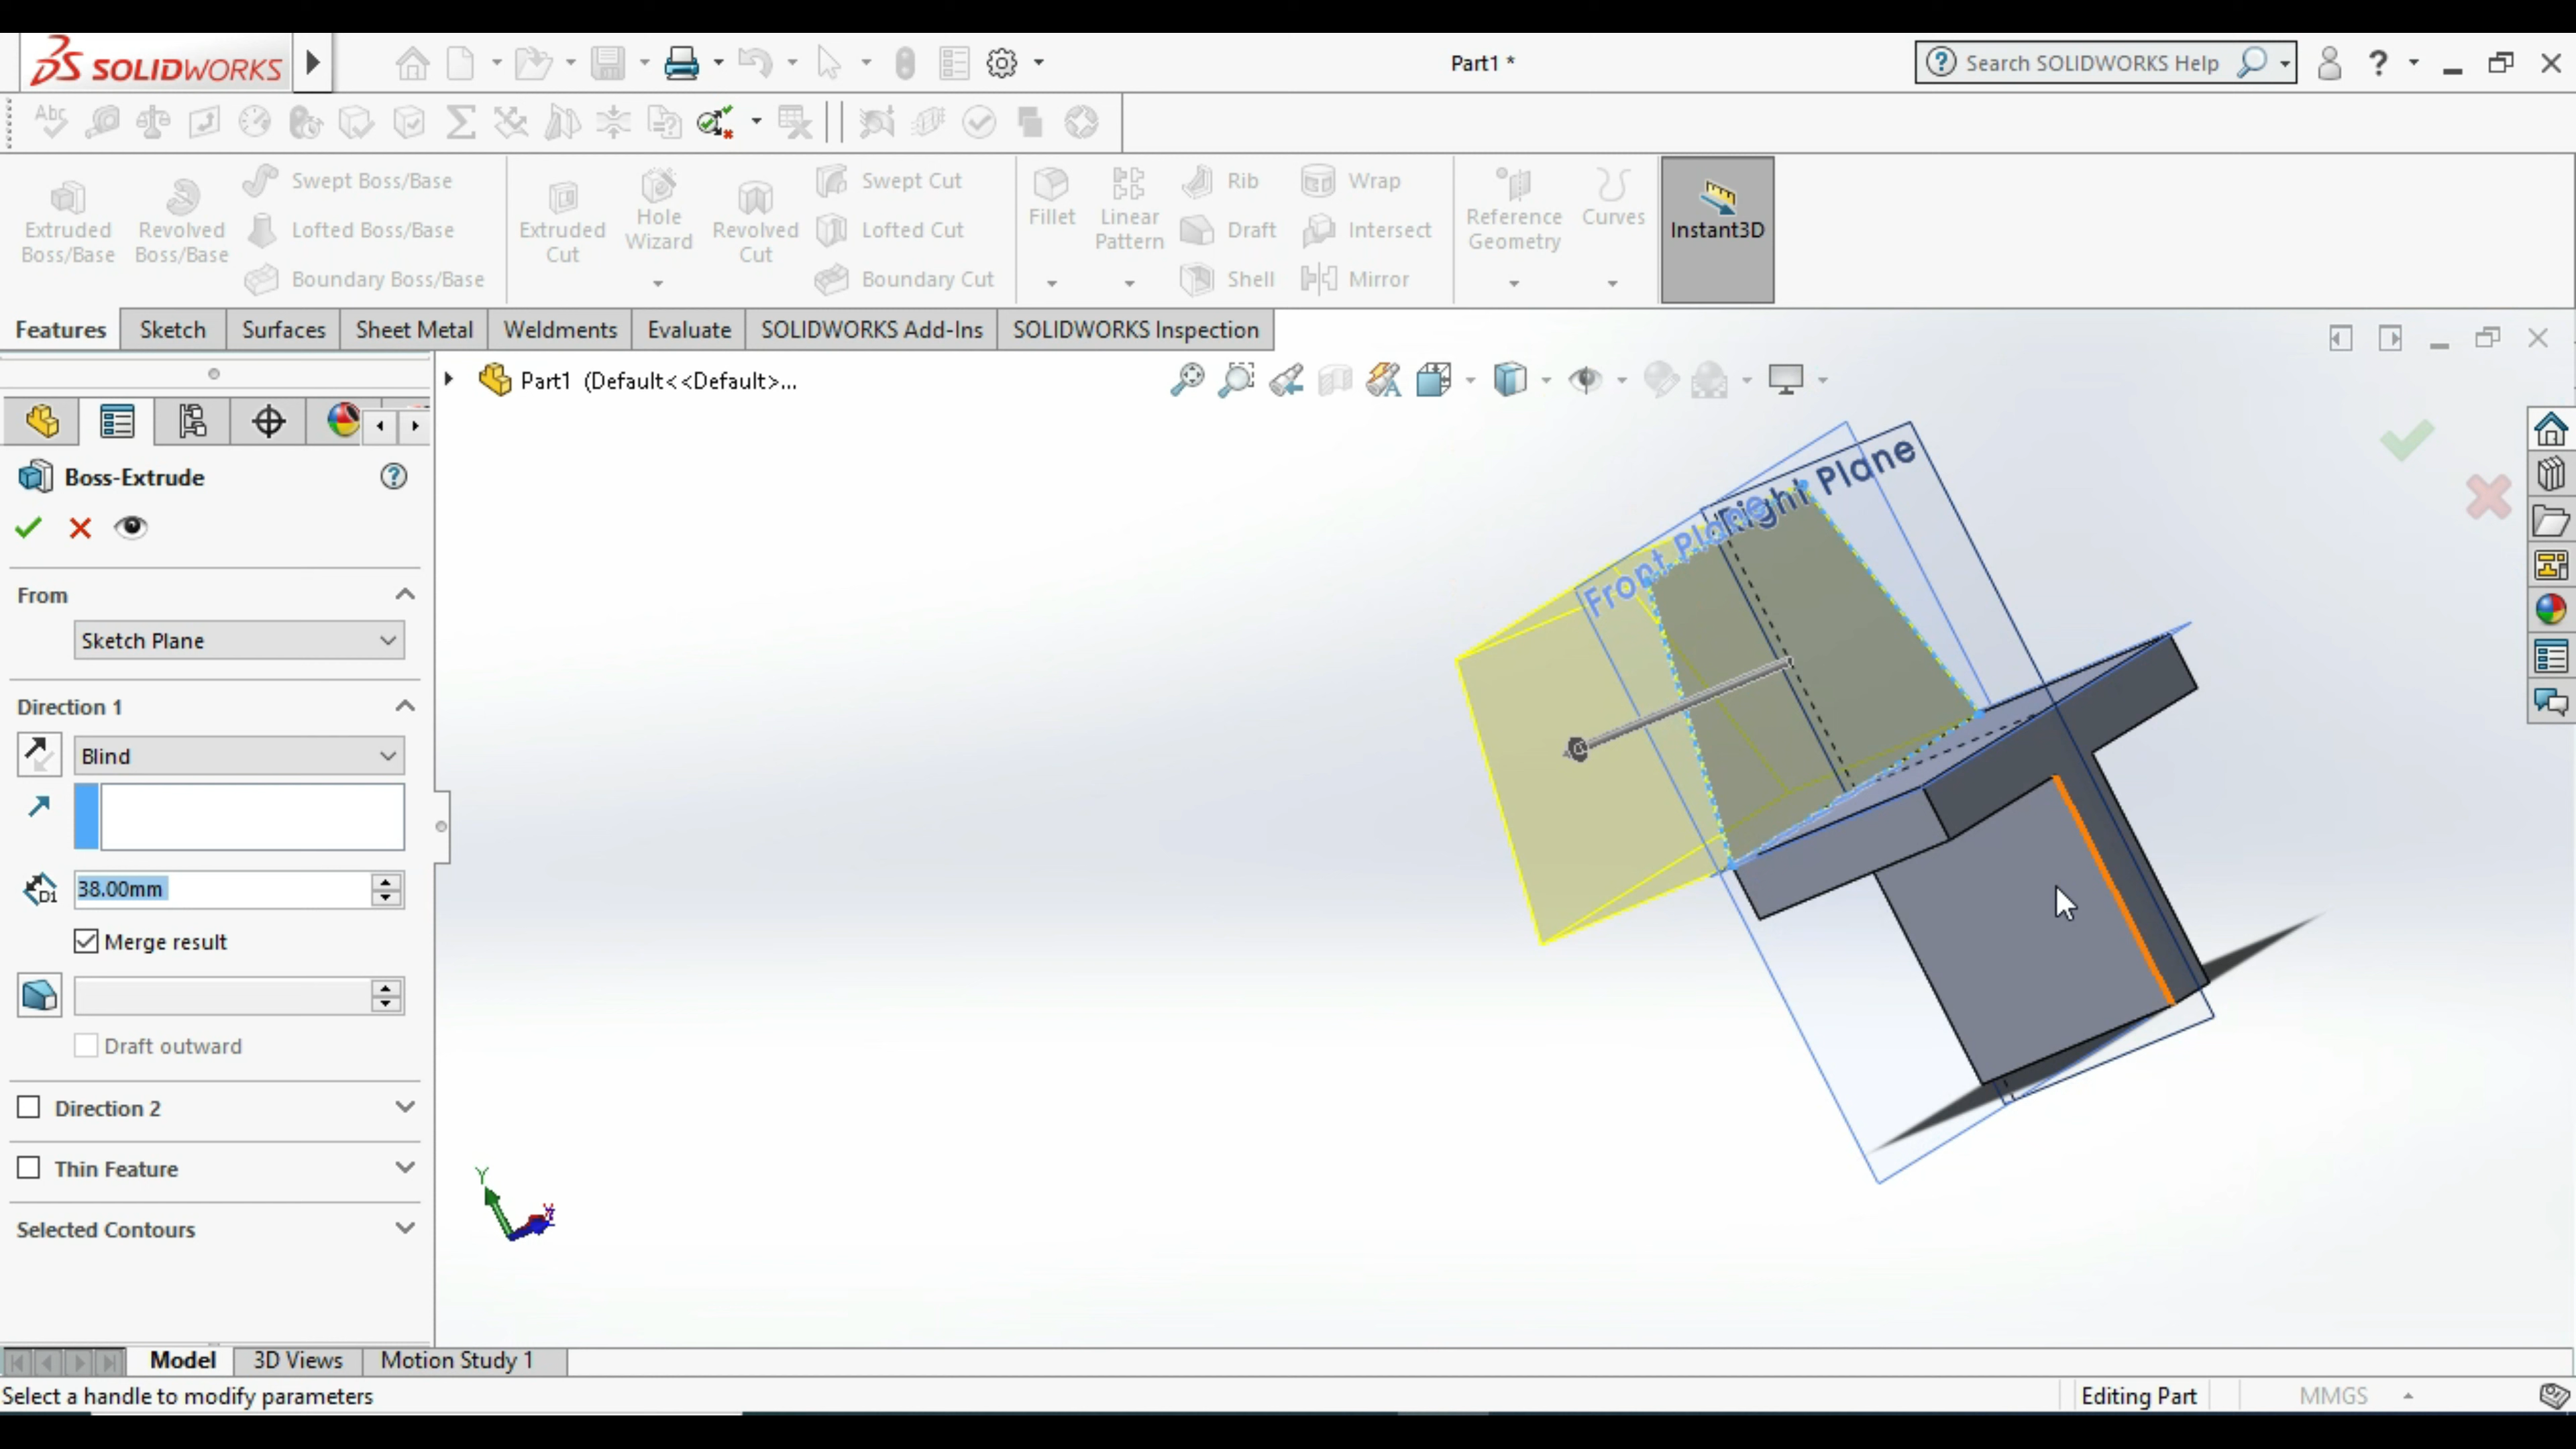 SOLIDWORKS
Part1 *
Search SOLIDWORKS Help
?
Abc
Extruded Boss/Base
Revolved Boss/Base
Swept Boss/Base
Lofted Boss/Base
Boundary Boss/Base
Extruded Cut
Hole Wizard
Revolved Cut
Swept Cut
Lofted Cut
Boundary Cut
Fillet
Linear Pattern
Rib
Draft
Shell
Wrap
Intersect
Mirror
Reference Geometry
Curves
Instant3D
Features
Sketch
Surfaces
Sheet Metal
Weldments
Evaluate
SOLIDWORKS Add-Ins
SOLIDWORKS Inspection
Part1 (Default<<Default>...
Boss-Extrude
?
From
Sketch Plane
Direction 1
Blind
D1
38.00mm
Merge result
Draft outward
Direction 2
Thin Feature
Selected Contours
Right Plane
Front Plane
Y
Model
3D Views
Motion Study 1
Select a handle to modify parameters
Editing Part
MMGS